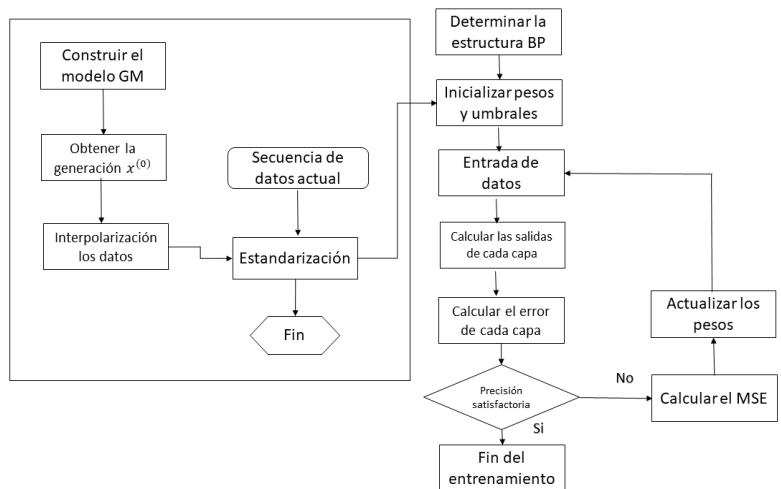 Construir el
modelo GM
Obtener la
generación x⁽⁰⁾
Interpolarización
los datos
Secuencia de
datos actual
Estandarización
Fin
Determinar la
estructura BP
Inicializar pesos
y umbrales
Entrada de
datos
Calcular las salidas
de cada capa
Calcular el error
de cada capa
Precisión
satisfactoria
No
Si
Calcular el MSE
Actualizar los
pesos
Fin del
entrenamiento